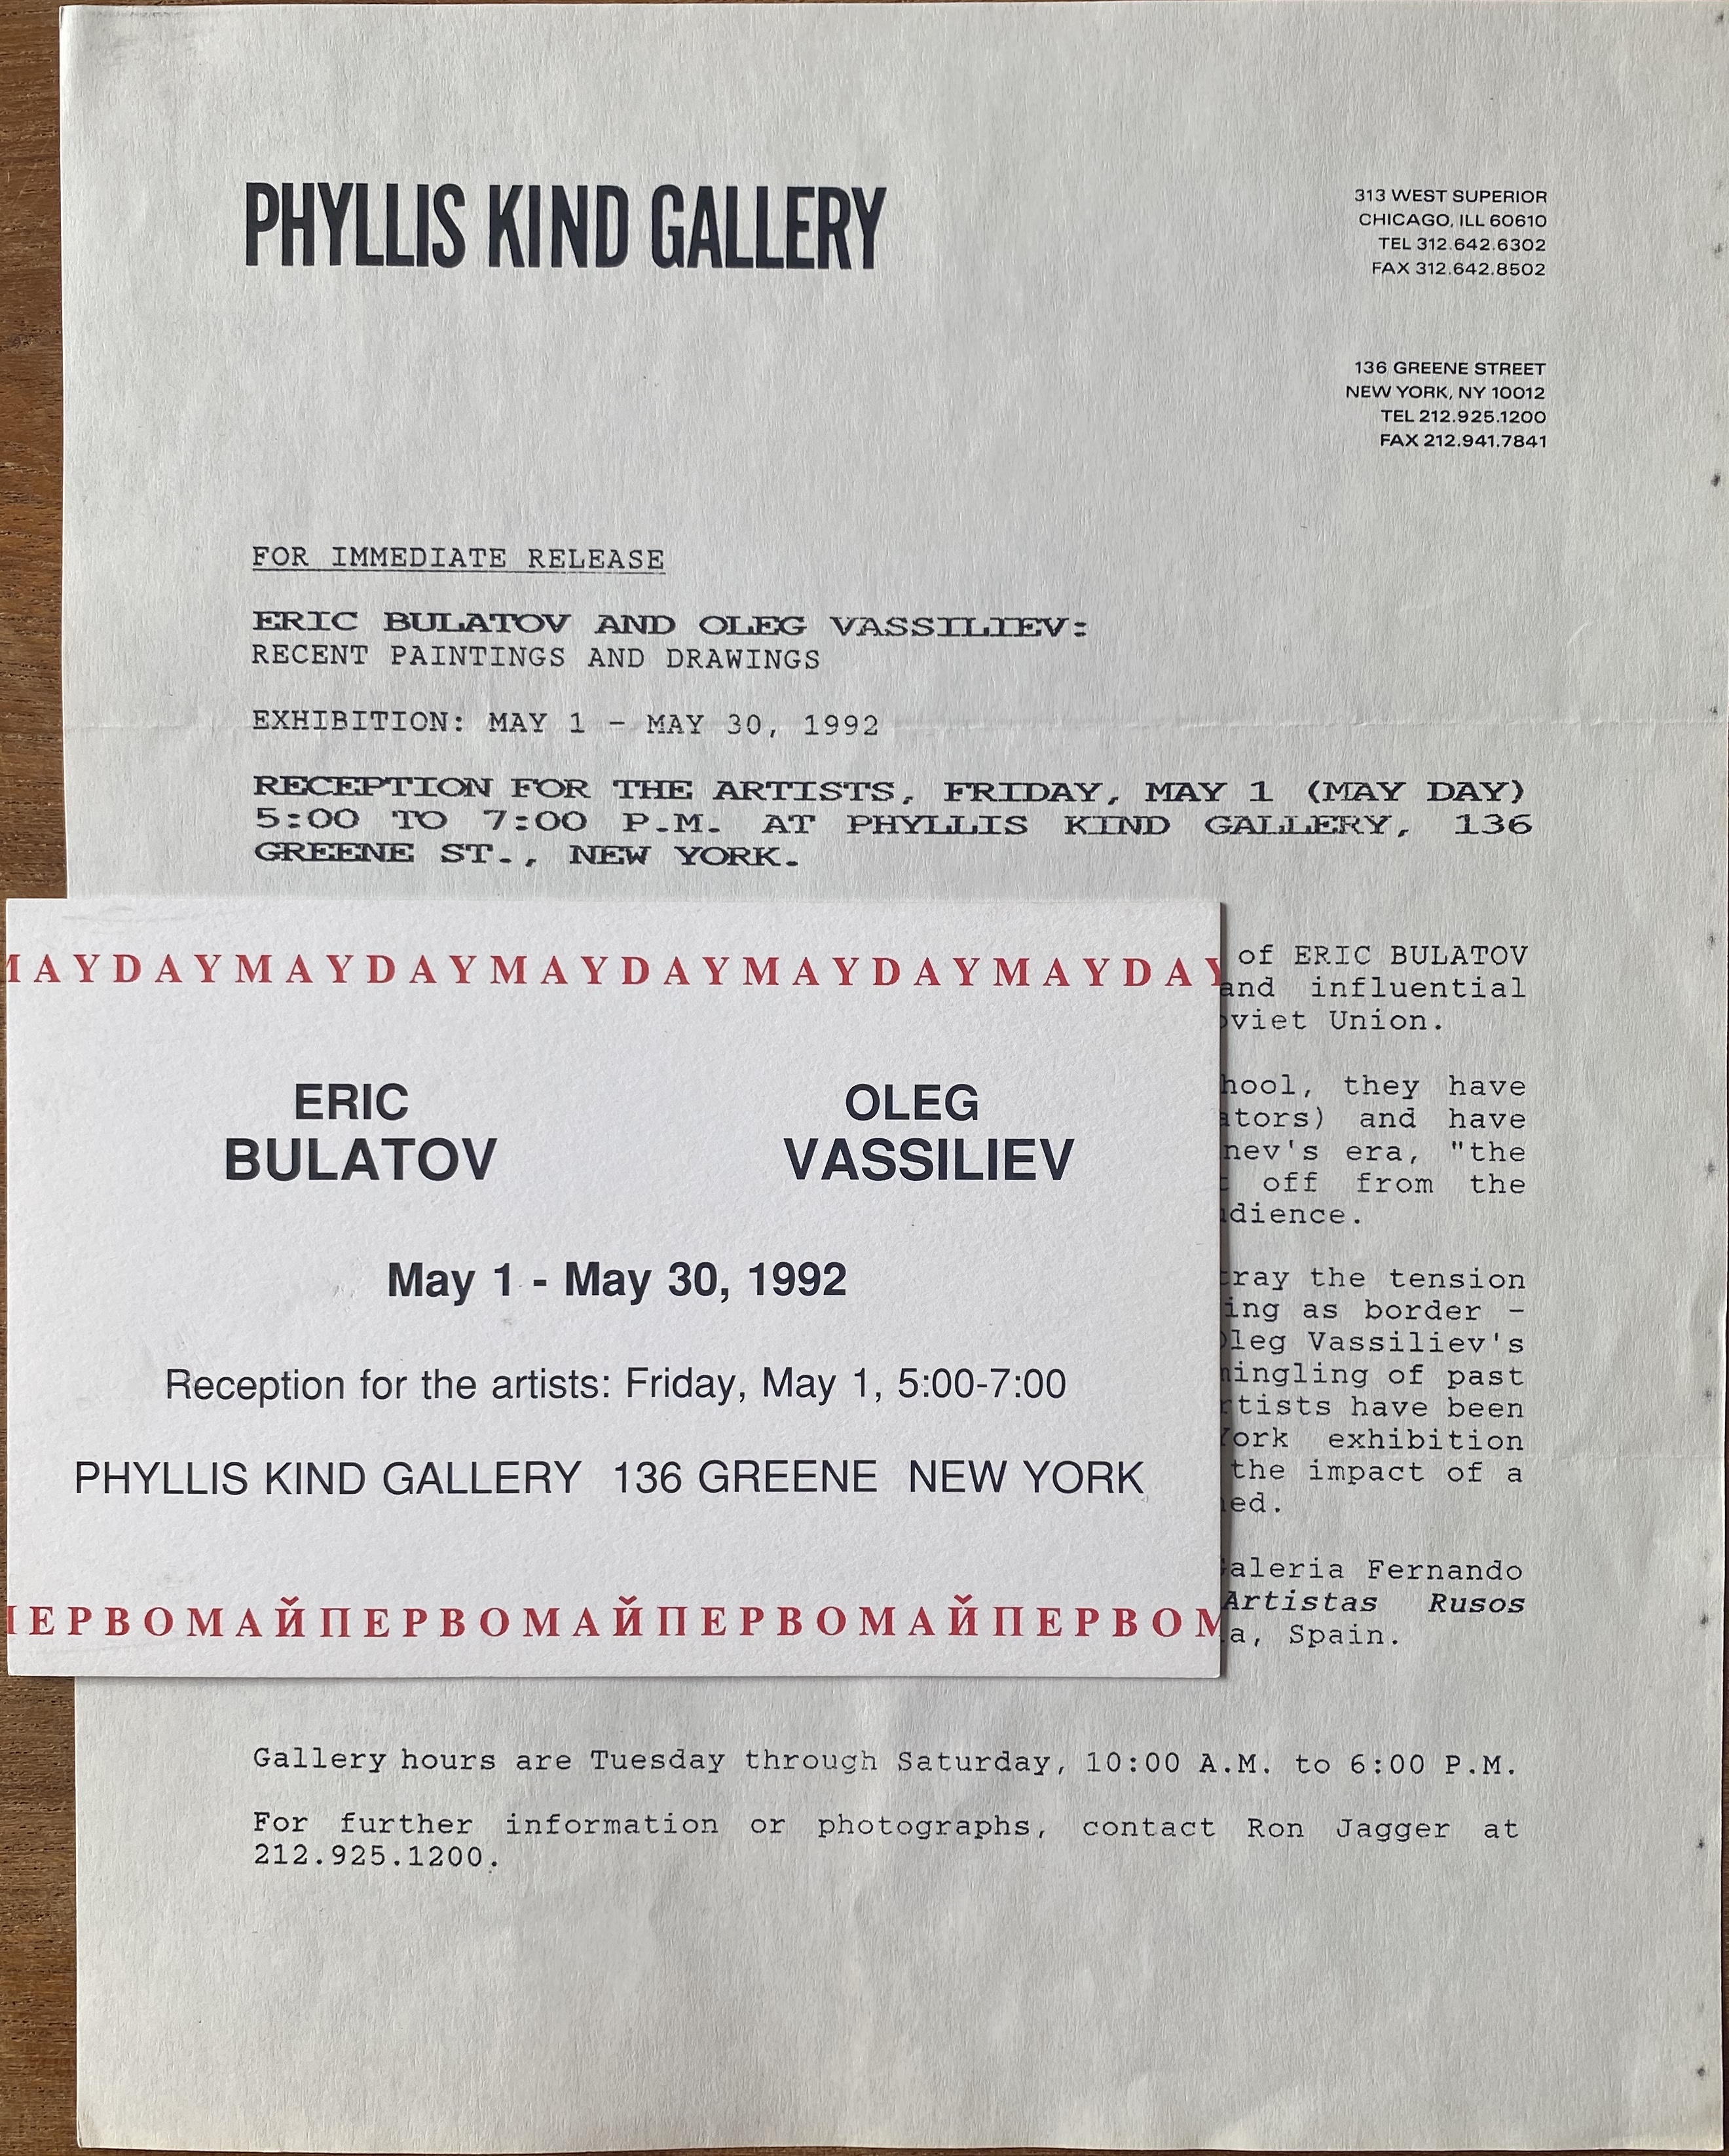 PHYLLIS KIND GALLERY
313 WEST SUPERIOR
CHICAGO, ILL 60610
TEL 312.642.6302
FAX 312.642.8502
136 GREENE STREET
NEW YORK, NY 10012
TEL 212.925.1200
FAX 212.941.7841
FOR IMMEDIATE RELEASE
ERIC BULATOV AND OLEG VASSILIEV:
RECENT PAINTINGS AND DRAWINGS
EXHIBITION: MAY 1 - MAY 30, 1992
RECEPTION FOR THE ARTISTS, FRIDAY, MAY 1 (MAY DAY)
5:00 TO 7:00 P.M. AT PHYLLIS KIND GALLERY, 136
GREENE ST., NEW YORK.
AYDAYMAYDAYMAYDAYMAYDAYMAYDAY
ERIC
BULATOV
OLEG
VASSILIEV
May 1 - May 30, 1992
Reception for the artists: Friday, May 1, 5:00-7:00
PHYLLIS KIND GALLERY 136 GREENE NEW YORK
ЕРВОМАЙПЕРВОМАЙПЕРВОМАЙПЕРВОМ
of ERIC BULATOV
and influential
viet Union.
hool, they have
tors) and have
nev's era, "the
off from the
dience.
ray the tension
ing as border -
leg Vassiliev's
ingling of past
tists have been
York exhibition
the impact of a
ed.
aleria Fernando
Artistas Rusos
a, Spain.
Gallery hours are Tuesday through Saturday, 10:00 A.M. to 6:00 P.M.
For further information or photographs, contact Ron Jagger at
212.925.1200.